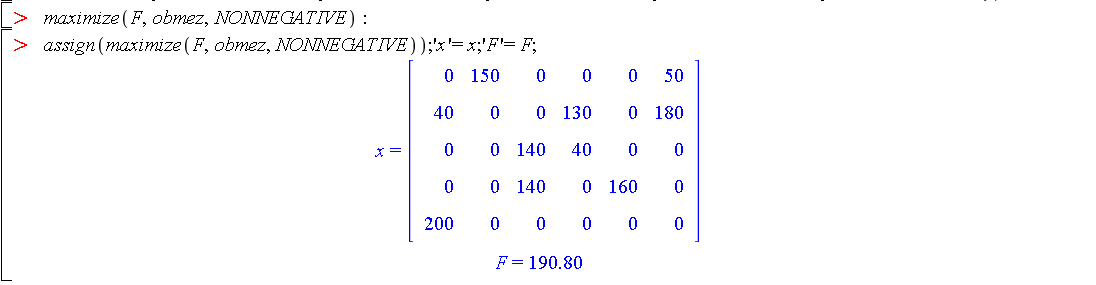 > maximize(F, obmez, NONNEGATIVE) :
> assign(maximize(F, obmez, NONNEGATIVE));'x'= x;'F'= F;
0 150 0 0 0 50
40 0 0 130 0 180
x = 0 0 140 40 0 0
0 0 140 0 160 0
200 0 0 0 0 0
F = 190.80